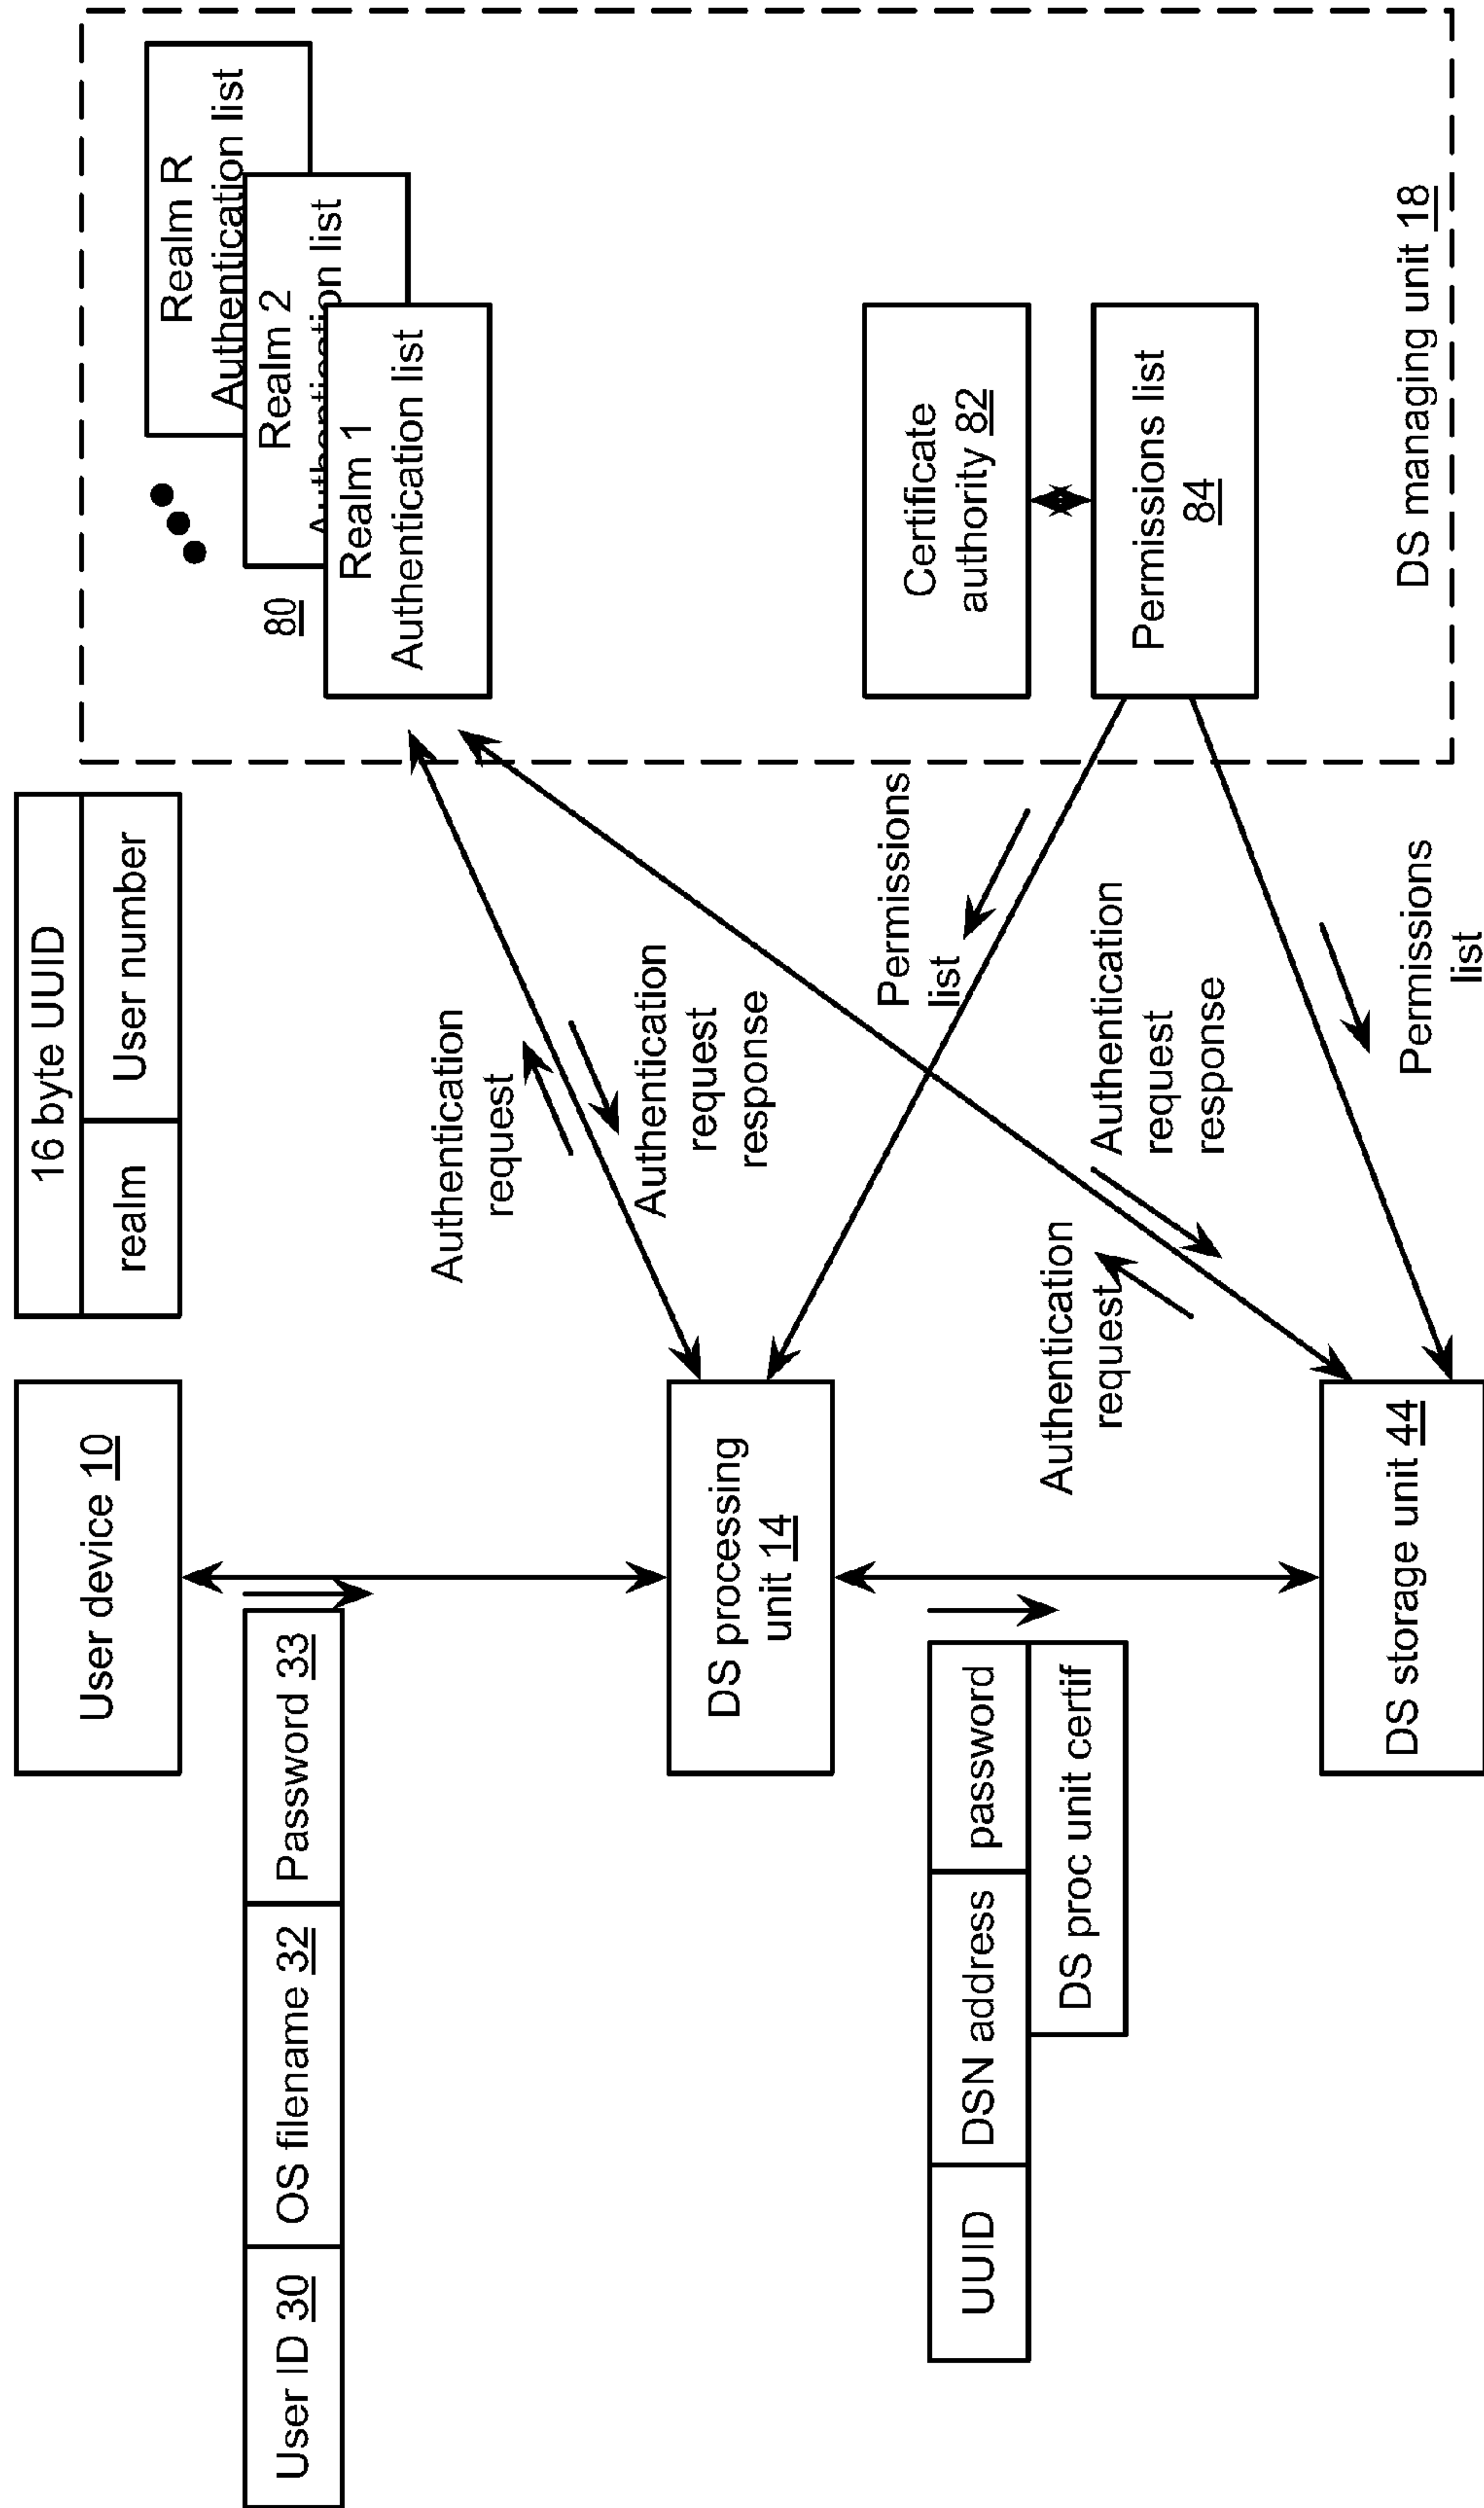 User device 10
16 byte UUID
realm
User number
User ID 30
OS filename 32
Password 33
Realm R
Authentication list
Realm 2
Authentication list
Realm 1
Authentication list
80
Authentication
request
Authentication
request
response
DS processing
unit 14
Permissions
list
Certificate
authority 82
Permissions list
84
UUID
DSN address
password
DS proc unit certif
Authentication
request
Authentication
request
response
DS storage unit 44
Permissions
list
DS managing unit 18